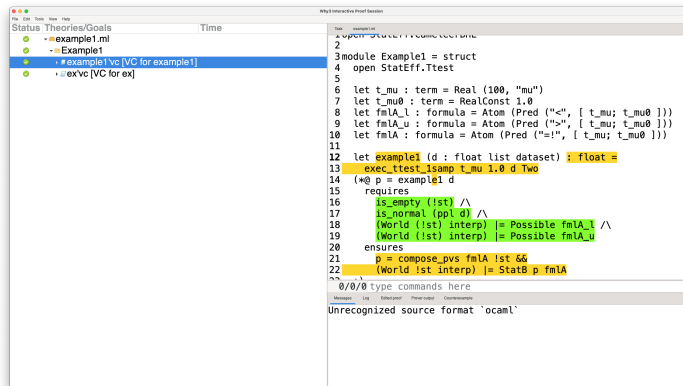 Why3 Interactive Proof Session
File Edit Tools View Help
Status Theories/Goals Time
example1.ml
Example1
example1'vc [VC for example1]
ex'vc [VC for ex]
Task example1.ml
2
3 module Example1 = struct
4 open StatEff.Ttest
5
6 let t_mu : term = Real (100, "mu")
7 let t_mu0 : term = RealConst 1.0
8 let fmlA_l : formula = Atom (Pred ("<", [ t_mu; t_mu0 ]))
9 let fmlA_u : formula = Atom (Pred (">", [ t_mu; t_mu0 ]))
10 let fmlA : formula = Atom (Pred ("=!", [ t_mu; t_mu0 ]))
11
12 let example1 (d : float list dataset) : float =
13 exec_ttest_1samp t_mu 1.0 d Two
14 (*@ p = example1 d
15 requires
16 is_empty (!st) /\
17 is_normal (ppl d) /\
18 (World (!st) interp) |= Possible fmlA_l /\
19 (World (!st) interp) |= Possible fmlA_u
20 ensures
21 p = compose_pvs fmlA !st &&
22 (World !st interp) |= StatB p fmlA
0/0/0 type commands here
Messages Log Edited proof Prover output Counterexample
Unrecognized source format `ocaml`